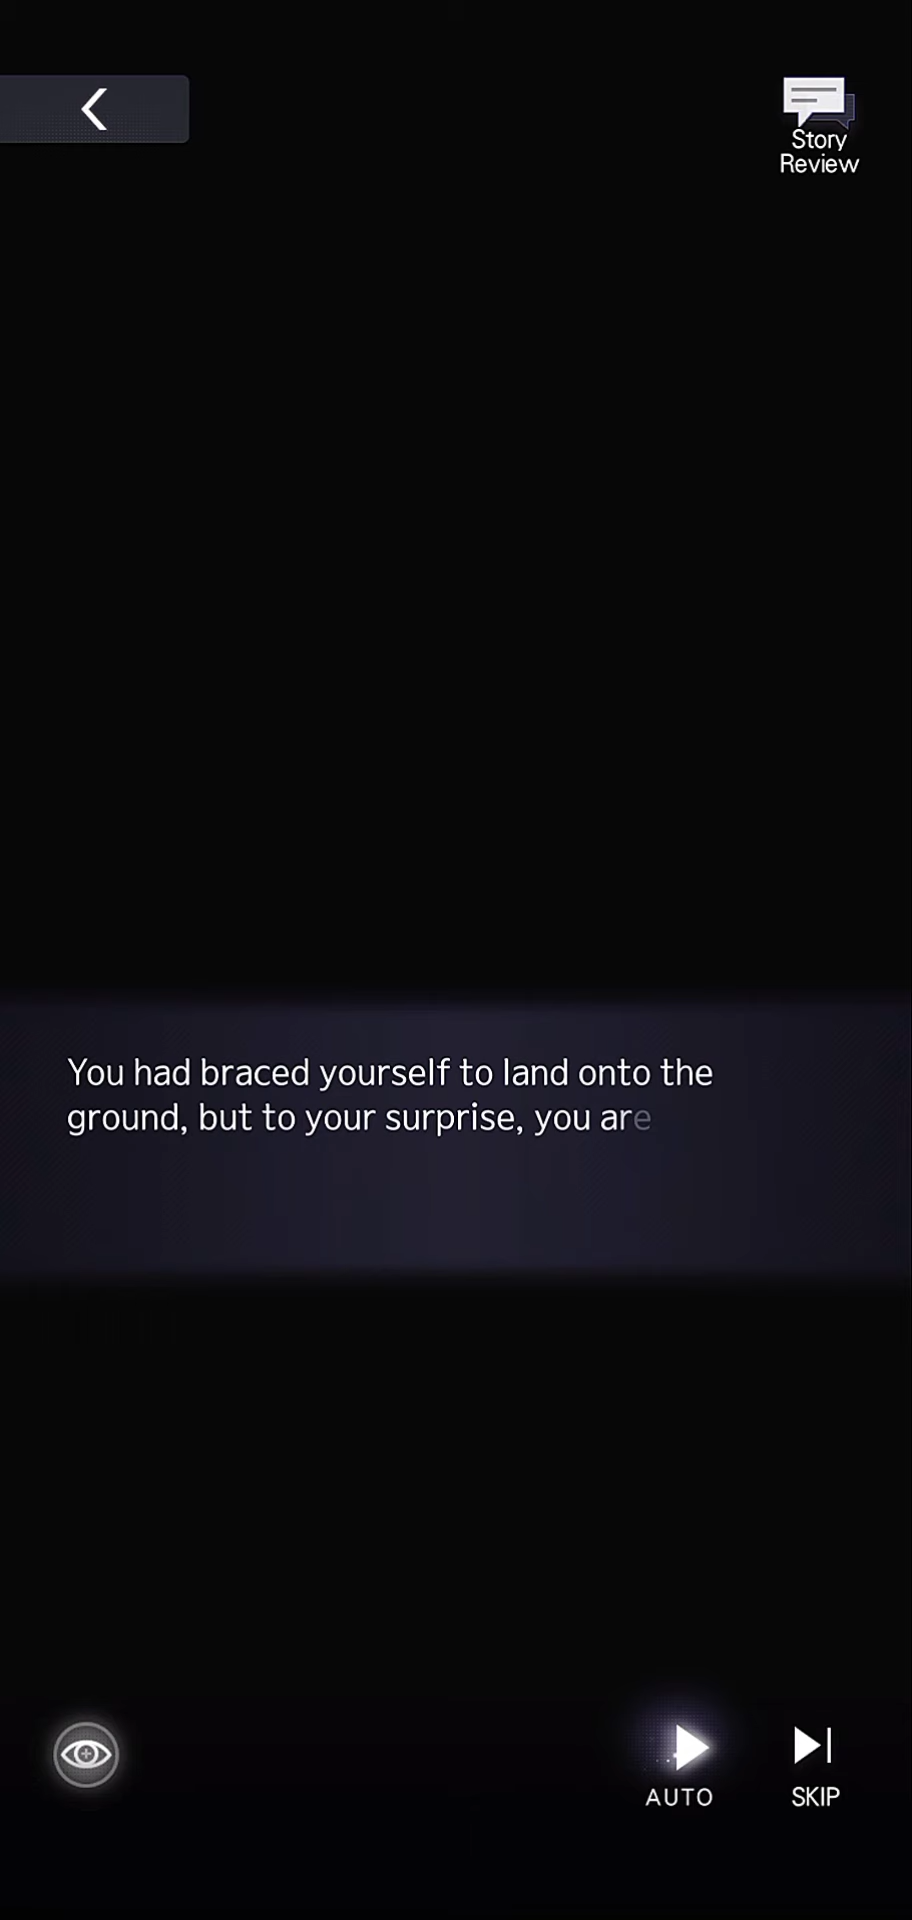 Story
Review
You had braced yourself to land onto the
ground, but to your surprise, you are
AUTO
SKIP